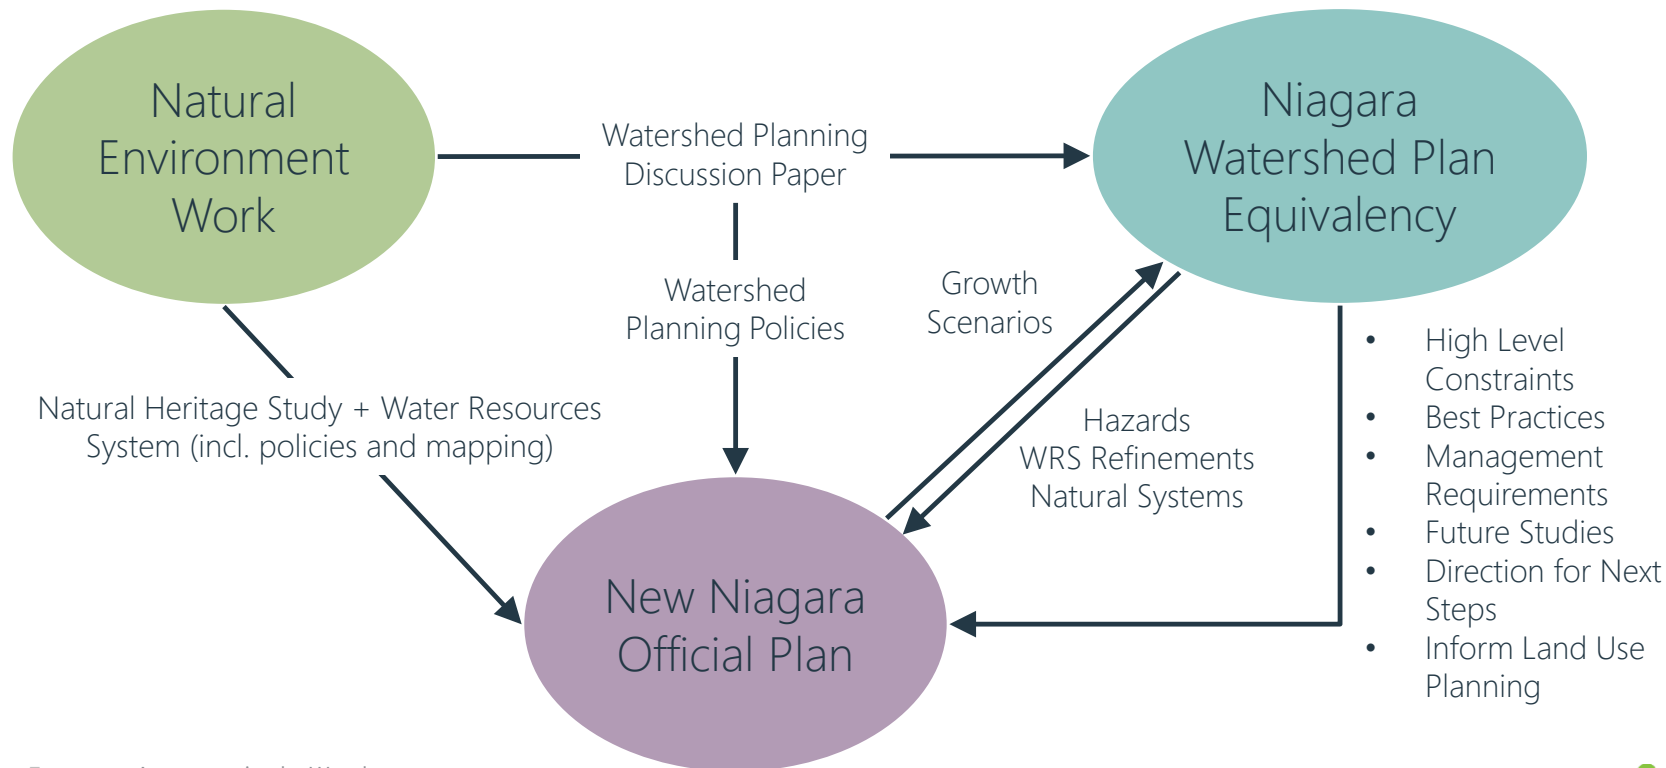 Natural
Environment
Work
Watershed Planning
Discussion Paper
Niagara
Watershed Plan
Equivalency
Watershed
Planning Policies
Growth
Scenarios
Natural Heritage Study + Water Resources
System (incl. policies and mapping)
Hazards
WRS Refinements
Natural Systems
• High Level
Constraints
• Best Practices
• Management
Requirements
• Future Studies
• Direction for Next
Steps
• Inform Land Use
Planning
New Niagara
Official Plan